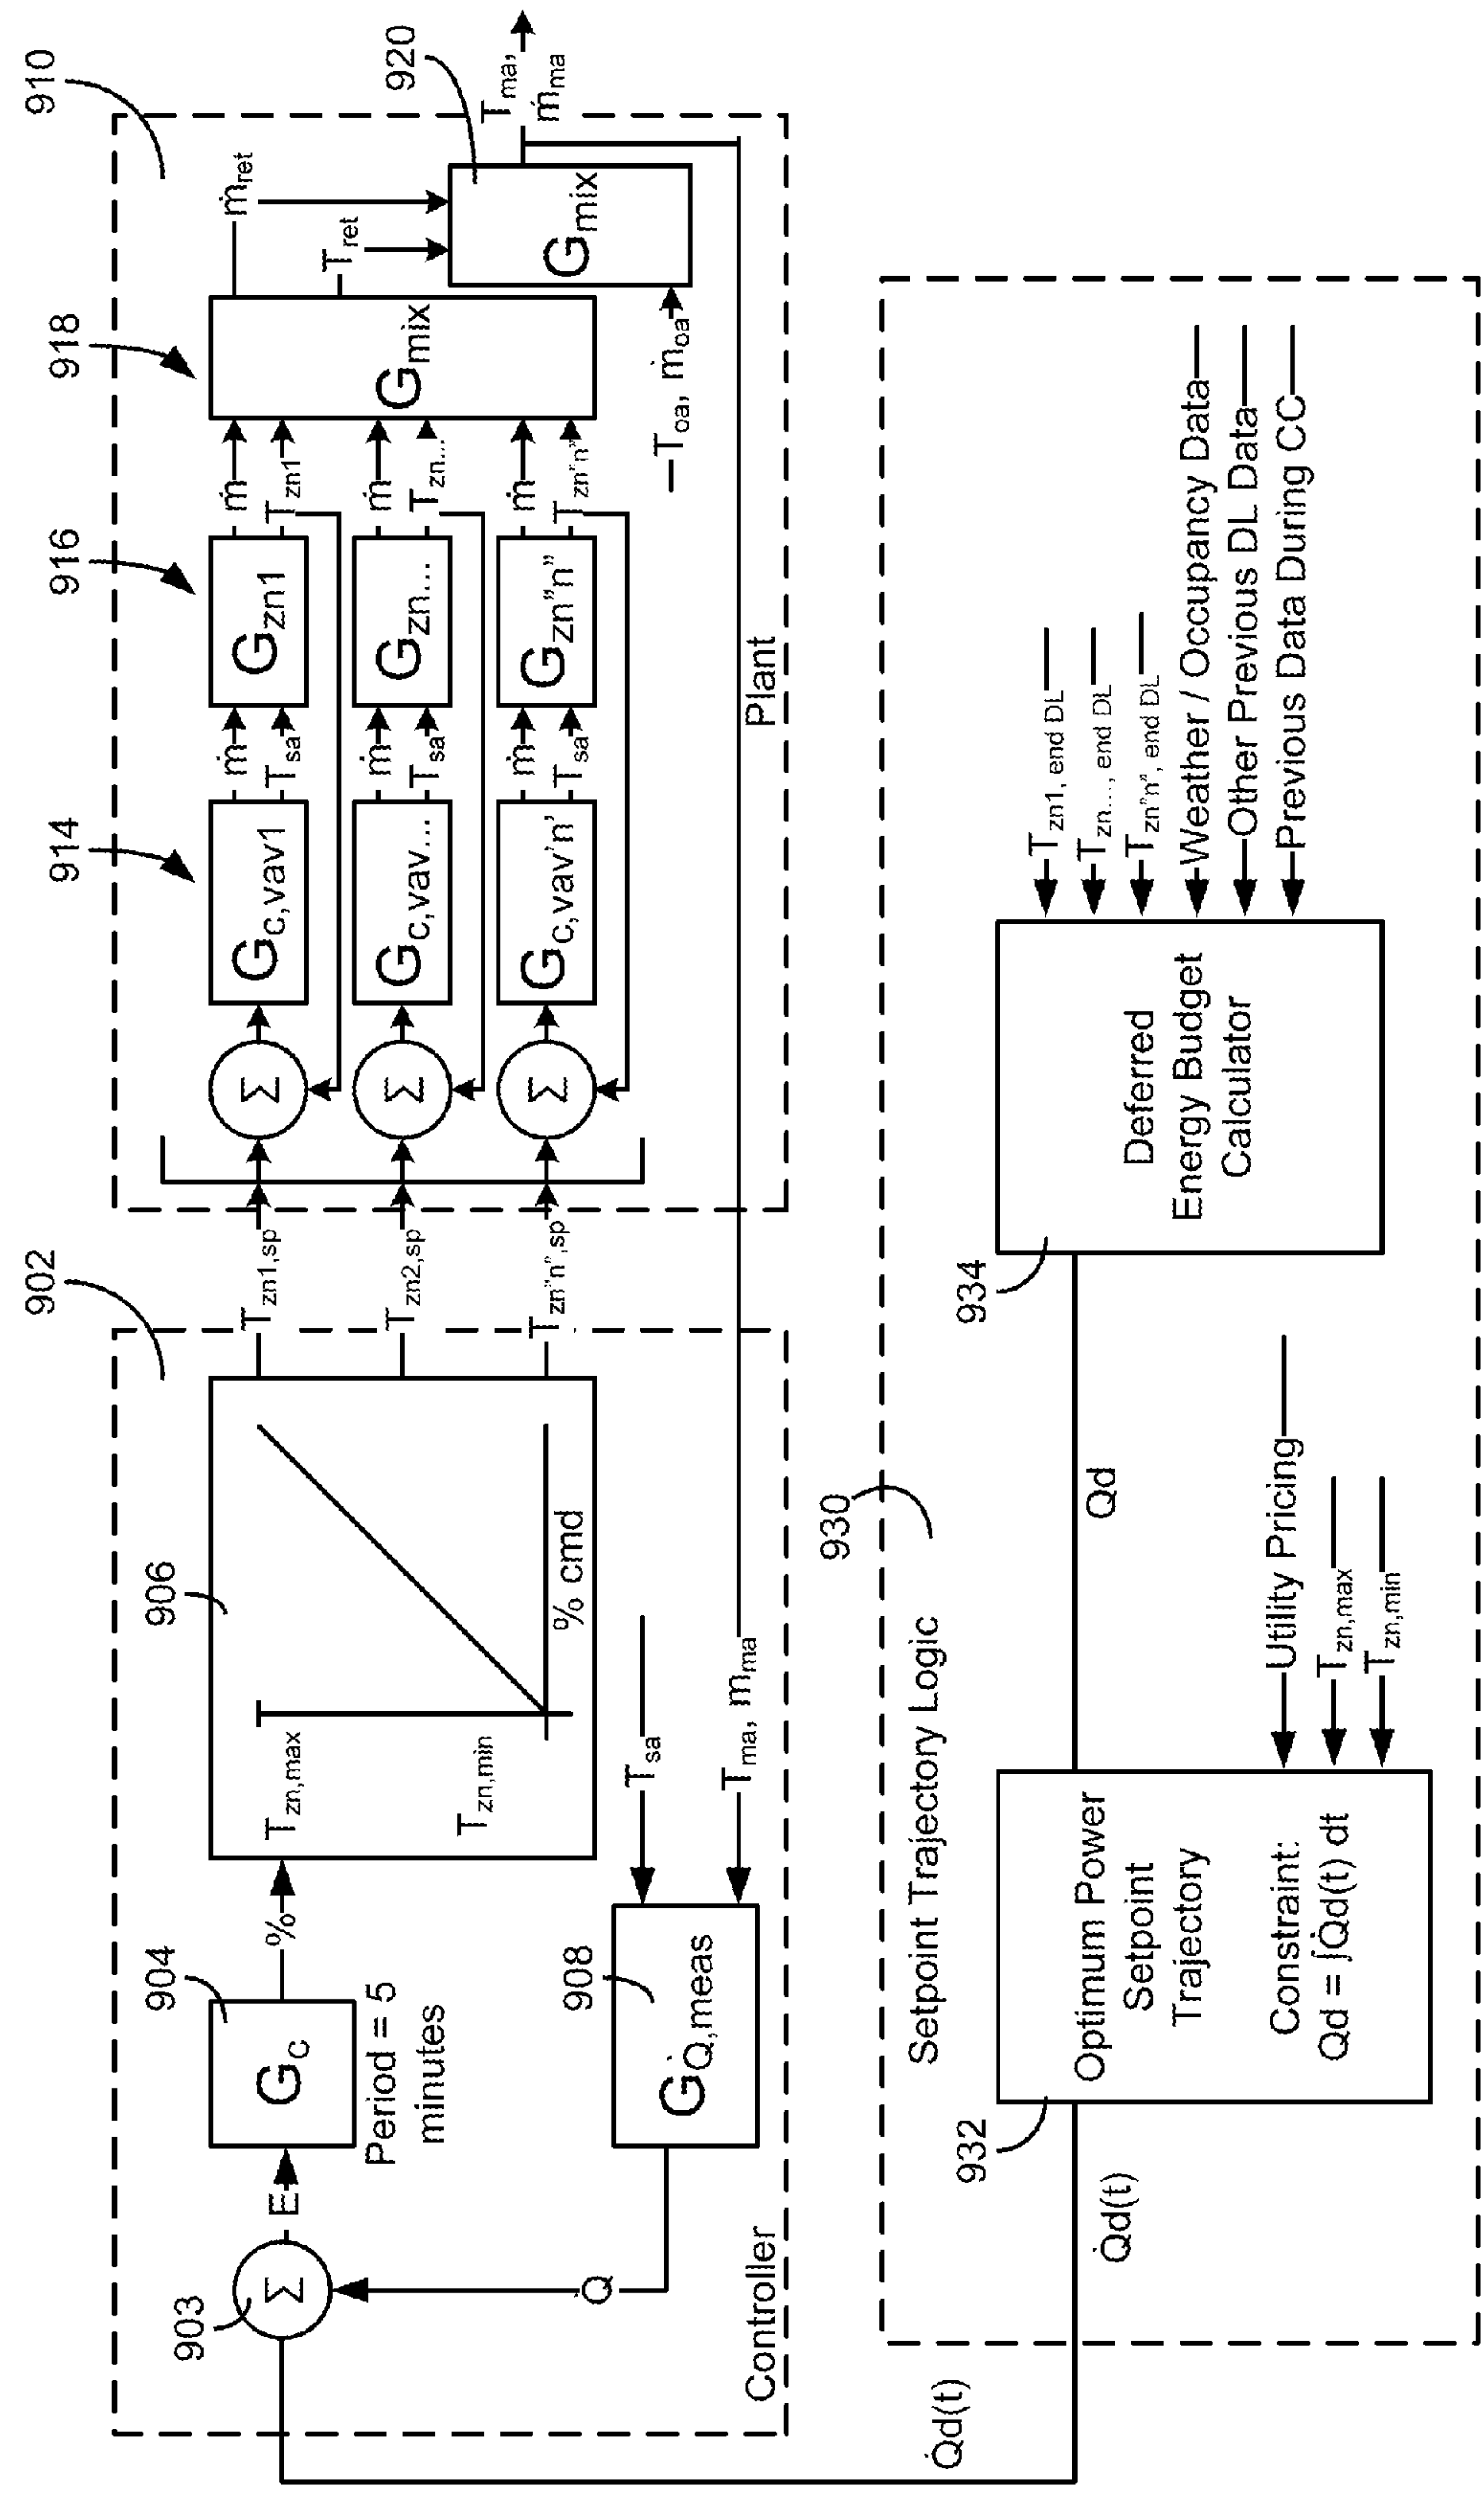 902
910
903
904
906
914
916
918
920
Σ
E
Gc
%
Period = 5
minutes
Tzn,max
Tzn,min
% cmd
Tzn1,sp
Tzn2,sp
Tzn"n",sp
Σ
Gc,vav1
ṁ
Tsa
Gzn1
ṁ
Tzn1
Σ
Gc,vav...
ṁ
Tsa
Gzn...
ṁ
Tzn...
Σ
Gc,vav'n'
ṁ
Tsa
Gzn"n"
ṁ
Tzn"n"
Gmix
ṁret
Tret
Gmix
Toa, ṁoa
Tma,
ṁma
908
GQ̇,meas
Q̇
Tsa
Tma, ṁma
Controller
Plant
Q̇d(t)
930
Setpoint Trajectory Logic
932
Q̇d(t)
Optimum Power
Setpoint
Trajectory
Constraint:
Qd = ∫Q̇d(t) dt
Utility Pricing
Tzn,max
Tzn,min
Qd
934
Deferred
Energy Budget
Calculator
Tzn1, end DL
Tzn..., end DL
Tzn"n", end DL
Weather / Occupancy Data
Other Previous DL Data
Previous Data During CC